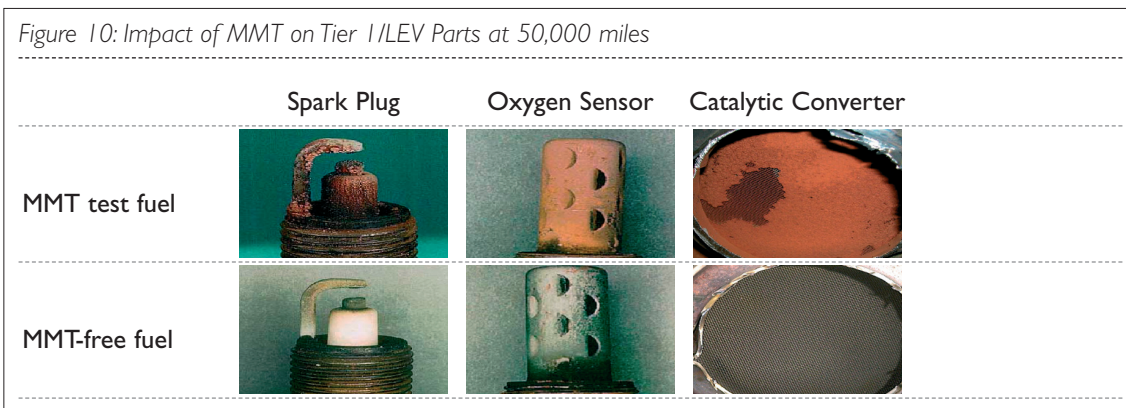 Figure 10: Impact of MMT on Tier 1/LEV Parts at 50,000 miles
Spark Plug Oxygen Sensor Catalytic Converter
MMT test fuel
MMT-free fuel